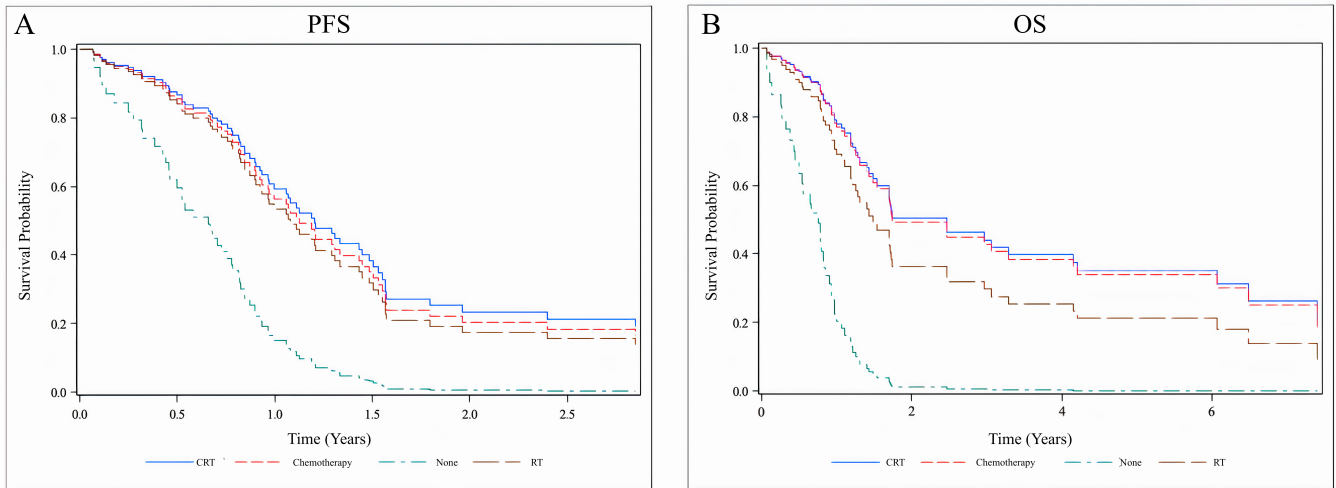 A
PFS
Survival Probability
1.0
0.8
0.6
0.4
0.2
0.0
0.0 0.5 1.0 1.5 2.0 2.5
Time (Years)
CRT Chemotherapy None RT
B
OS
Survival Probability
1.0
0.8
0.6
0.4
0.2
0.0
0 2 4 6
Time (Years)
CRT Chemotherapy None RT